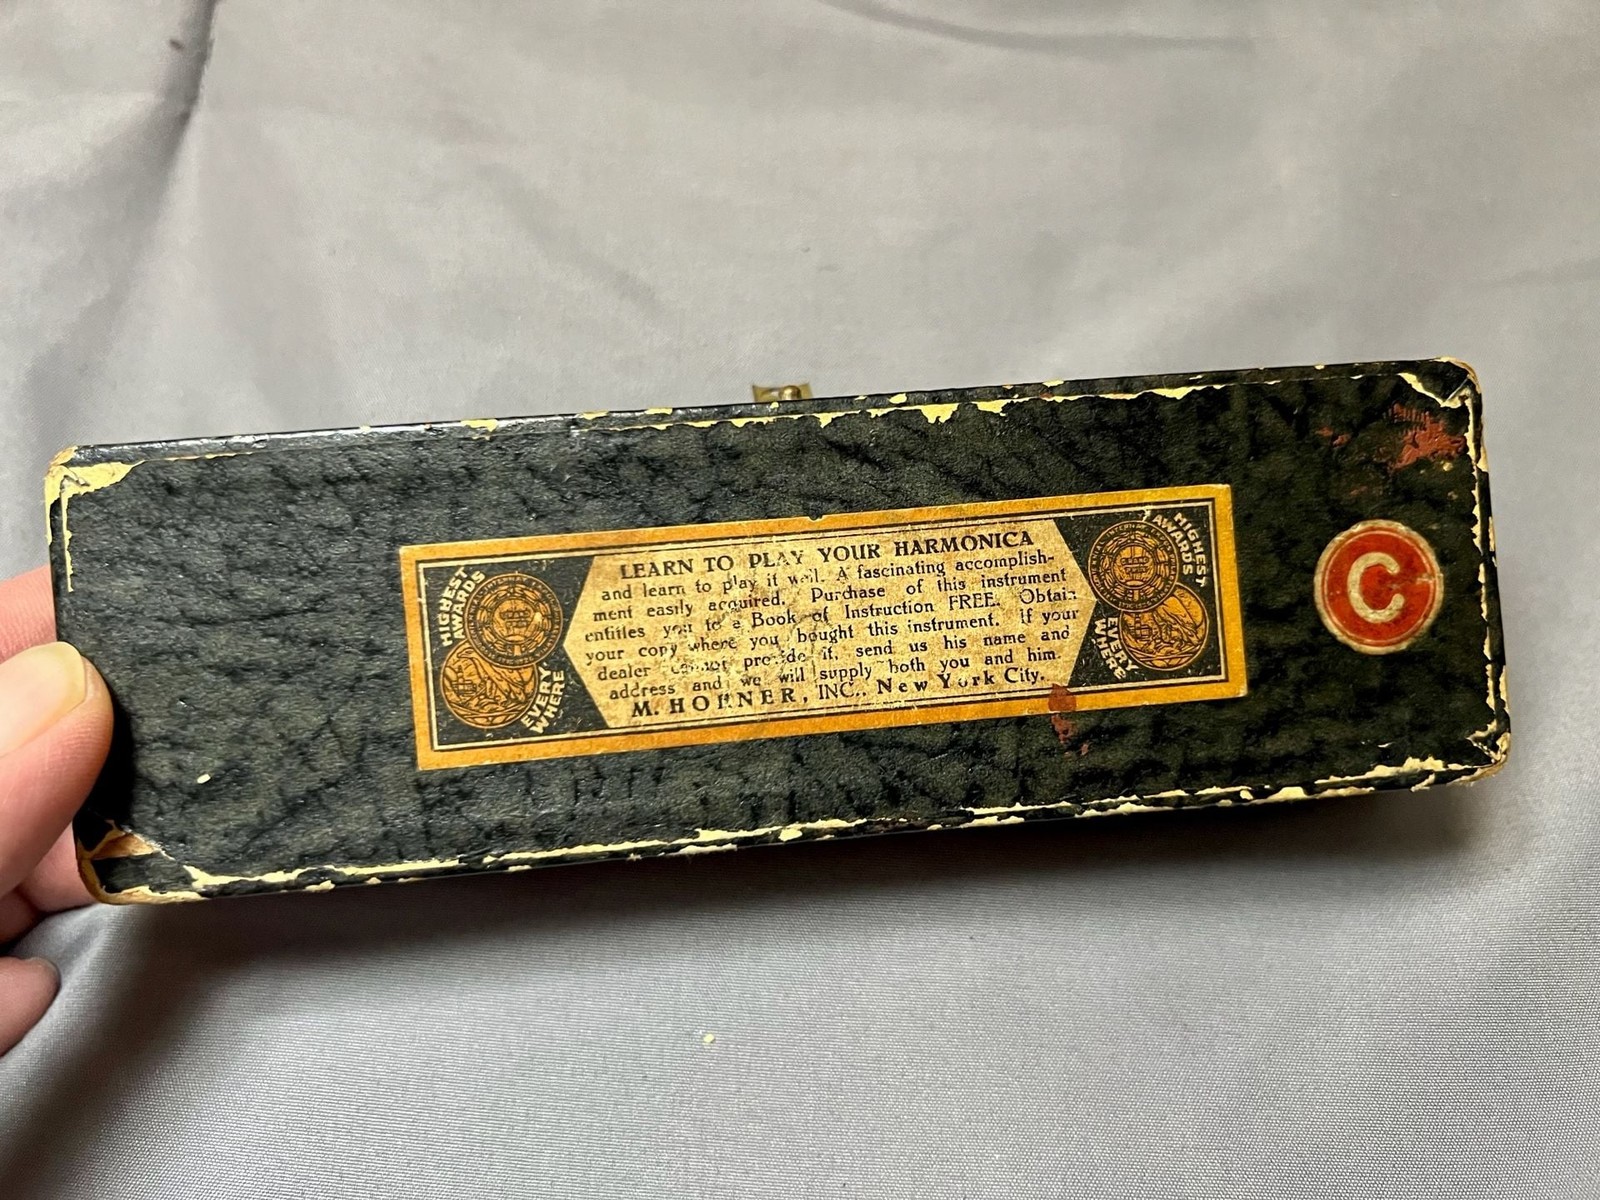 LEARN TO PLAY YOUR HARMONICA
and learn to play it well. A fascinating accomplish-
ment easily acquired. Purchase of this instrument
entitles you to a Book of Instruction FREE. Obtain
your copy where you bought this instrument. If your
dealer cannot provide it, send us his name and
address and we will supply both you and him.
M. HOHNER, INC., New York City.
HIGHEST
AWARDS
EVERY
WHERE
HIGHEST
AWARDS
EVERY
WHERE
C